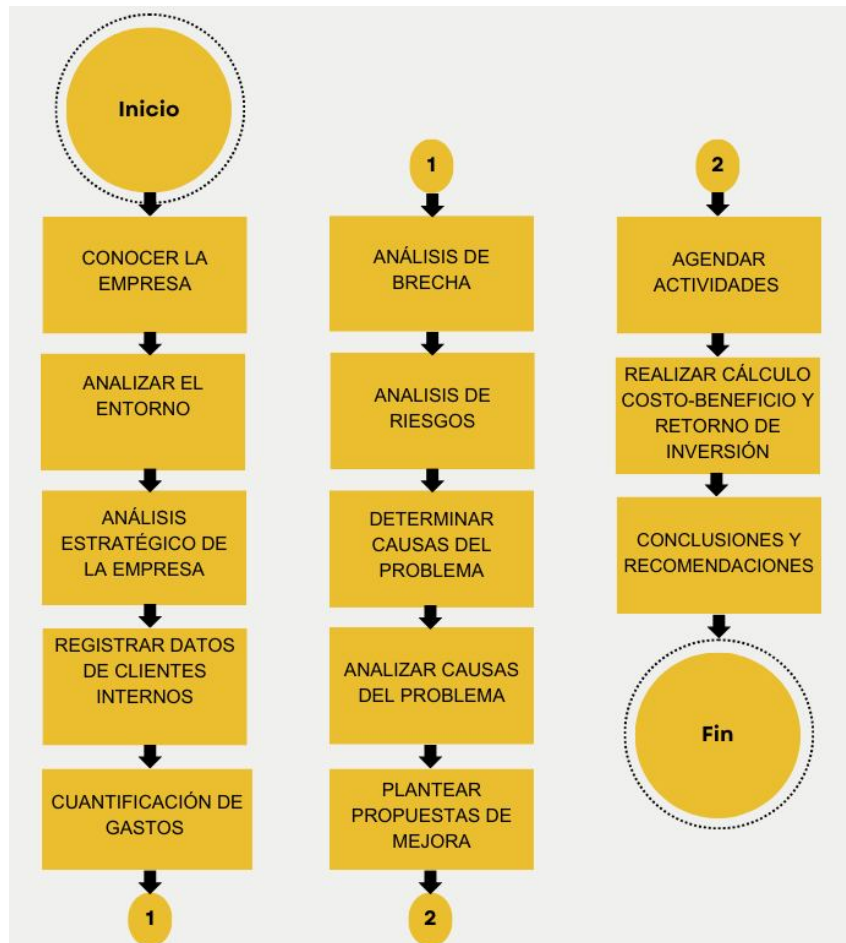 Inicio
CONOCER LA
EMPRESA
ANALIZAR EL
ENTORNO
ANÁLISIS
ESTRATÉGICO DE
LA EMPRESA
REGISTRAR DATOS
DE CLIENTES
INTERNOS
CUANTIFICACIÓN DE
GASTOS
1
1
ANÁLISIS DE
BRECHA
ANALISIS DE
RIESGOS
DETERMINAR
CAUSAS DEL
PROBLEMA
ANALIZAR CAUSAS
DEL PROBLEMA
PLANTEAR
PROPUESTAS DE
MEJORA
2
2
AGENDAR
ACTIVIDADES
REALIZAR CÁLCULO
COSTO-BENEFICIO Y
RETORNO DE
INVERSIÓN
CONCLUSIONES Y
RECOMENDACIONES
Fin